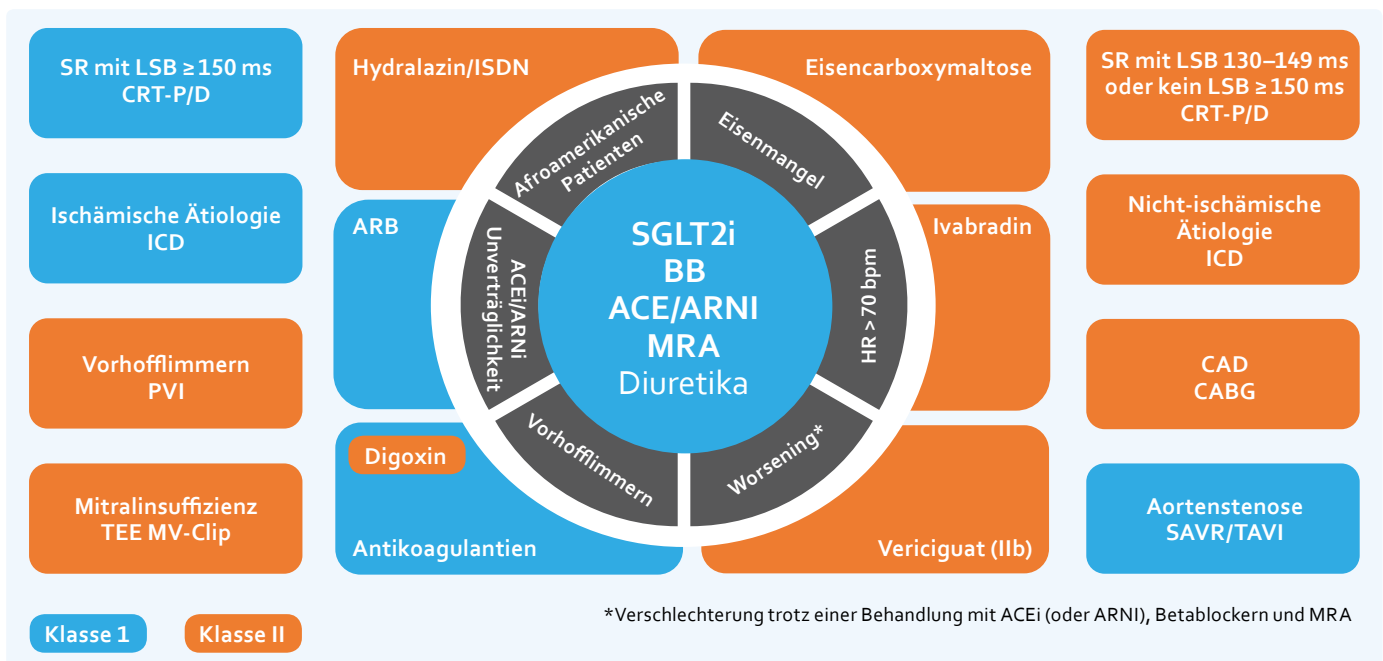 SR mit LSB ≥ 150 ms
CRT-P/D
Ischämische Ätiologie
ICD
Vorhofflimmern
PVI
Mitralinsuffizienz
TEE MV-Clip
Hydralazin/ISDN
ARB
Digoxin
Antikoagulantien
Afroamerikanische
Patienten
ACEi/ARNi
Unverträglichkeit
Vorhofflimmern
SGLT2i
BB
ACE/ARNI
MRA
Diuretika
Eisenmangel
HR > 70 bpm
Worsening*
Eisencarboxymaltose
Ivabradin
Vericiguat (IIb)
SR mit LSB 130–149 ms
oder kein LSB ≥ 150 ms
CRT-P/D
Nicht-ischämische
Ätiologie
ICD
CAD
CABG
Aortenstenose
SAVR/TAVI
Klasse 1
Klasse II
*Verschlechterung trotz einer Behandlung mit ACEi (oder ARNI), Betablockern und MRA